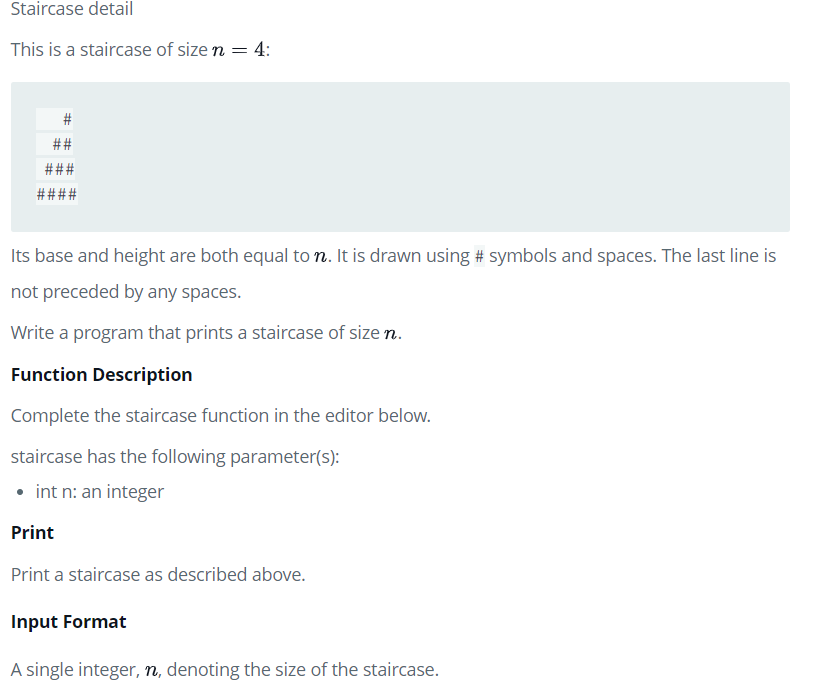 Staircase detail
This is a staircase of size n = 4:
   #
  ##
 ###
####
Its base and height are both equal to n. It is drawn using # symbols and spaces. The last line is
not preceded by any spaces.
Write a program that prints a staircase of size n.
Function Description
Complete the staircase function in the editor below.
staircase has the following parameter(s):
• int n: an integer
Print
Print a staircase as described above.
Input Format
A single integer, n, denoting the size of the staircase.